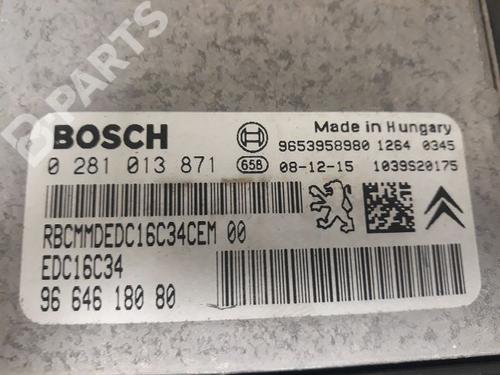 B-PARTS
BOSCH
Made in Hungary
9653958980 1264 0345
0 281 013 871 658 08-12-15 1039S20175
RBCMMDEDC16C34CEM 00
EDC16C34
96 646 180 80